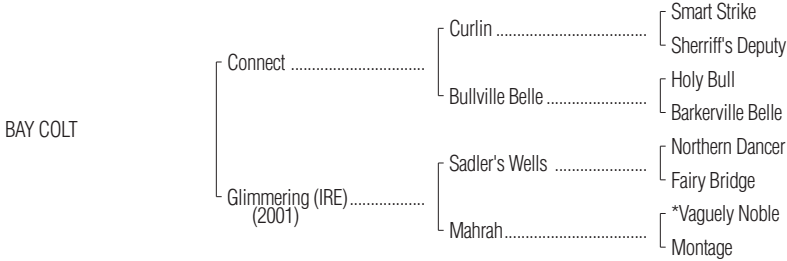 Smart Strike
Curlin ....................................
Sherriff's Deputy
Connect ................................
Holy Bull
Bullville Belle ........................
Barkerville Belle
BAY COLT
Northern Dancer
Sadler's Wells ......................
Fairy Bridge
Glimmering (IRE)..................
(2001)
*Vaguely Noble
Mahrah..................................
Montage